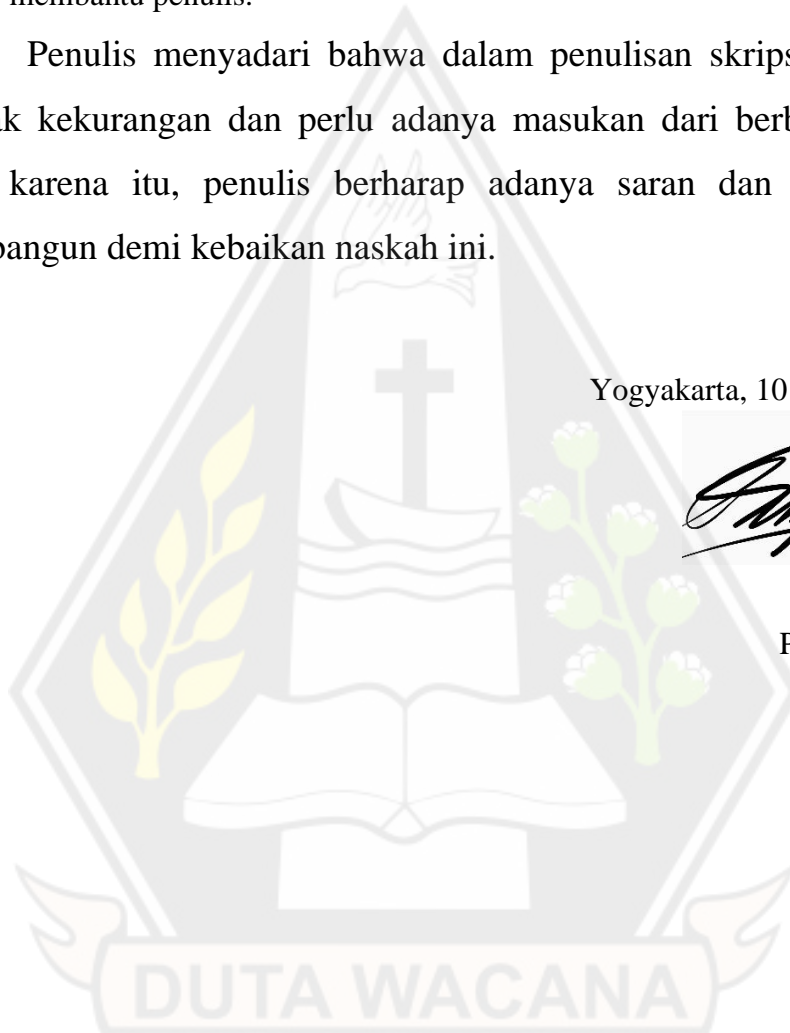 membantu penulis.
Penulis menyadari bahwa dalam penulisan skrips
ak kekurangan dan perlu adanya masukan dari berb
karena itu, penulis berharap adanya saran dan
bangun demi kebaikan naskah ini.
Yogyakarta, 10
P
DUTA WACANA